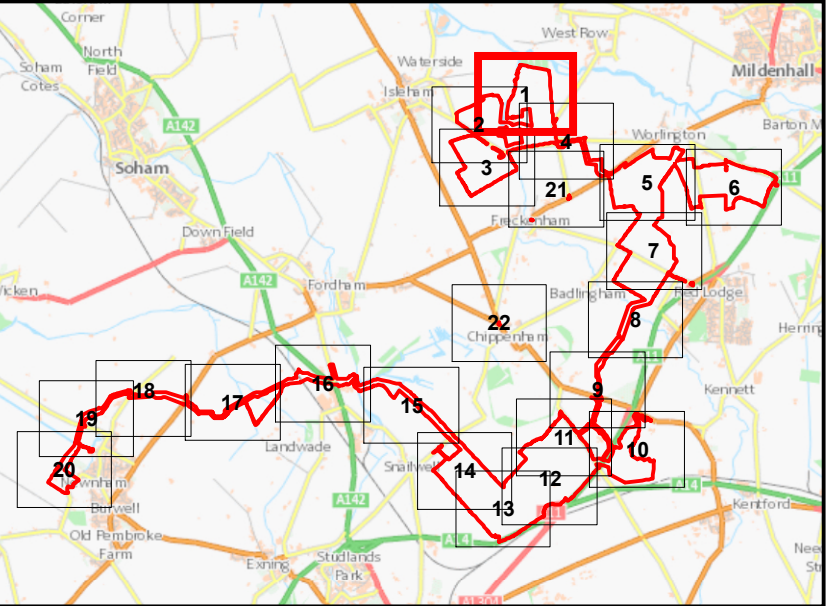 Corner
West Row
North
Field
Waterside
Soham
Cotes
Mildenhall
Isleham
1
A142
2
Barton M
4
Worlington
Soham
3
5
6
A11
21
Freckenham
Down Field
7
A142
Fordham
Badlingham
Red Lodge
Wicken
22
8
Chippenham
Herring
A11
16
Kennett
18
17
9
15
19
11
10
Landwade
Snailwell
14
12
20
Newnham
A142
13
A11
A14
Burwell
Kentford
Old Pembroke
Farm
A14
Exning
Studlands
Park
Nee
St
A1304